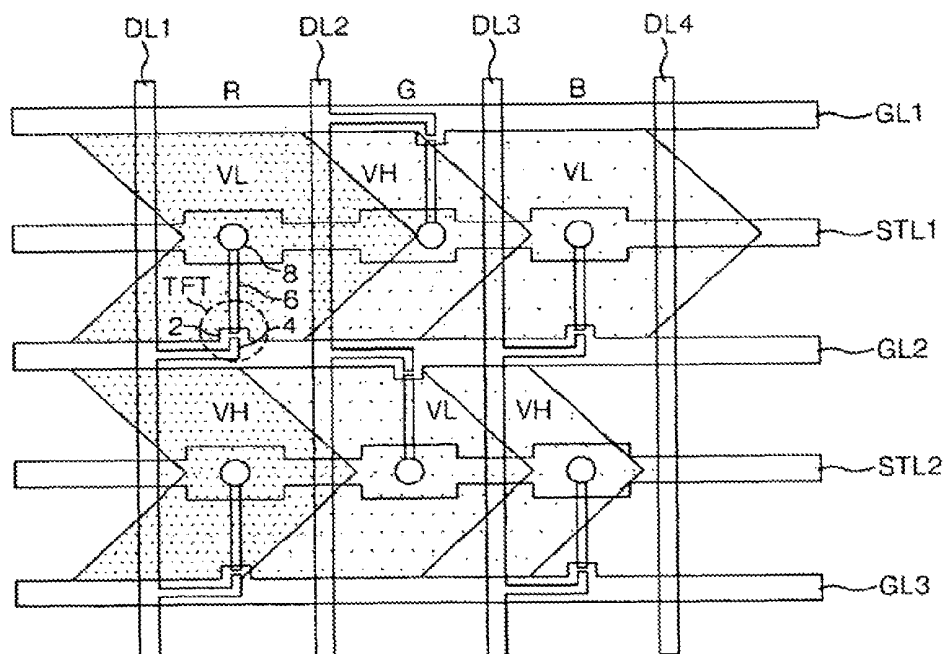 DL1 DL2 DL3 DL4
R G B
GL1
VL VH VL
STL1
8
TFT 6
2 4
GL2
VH VL VH
STL2
GL3